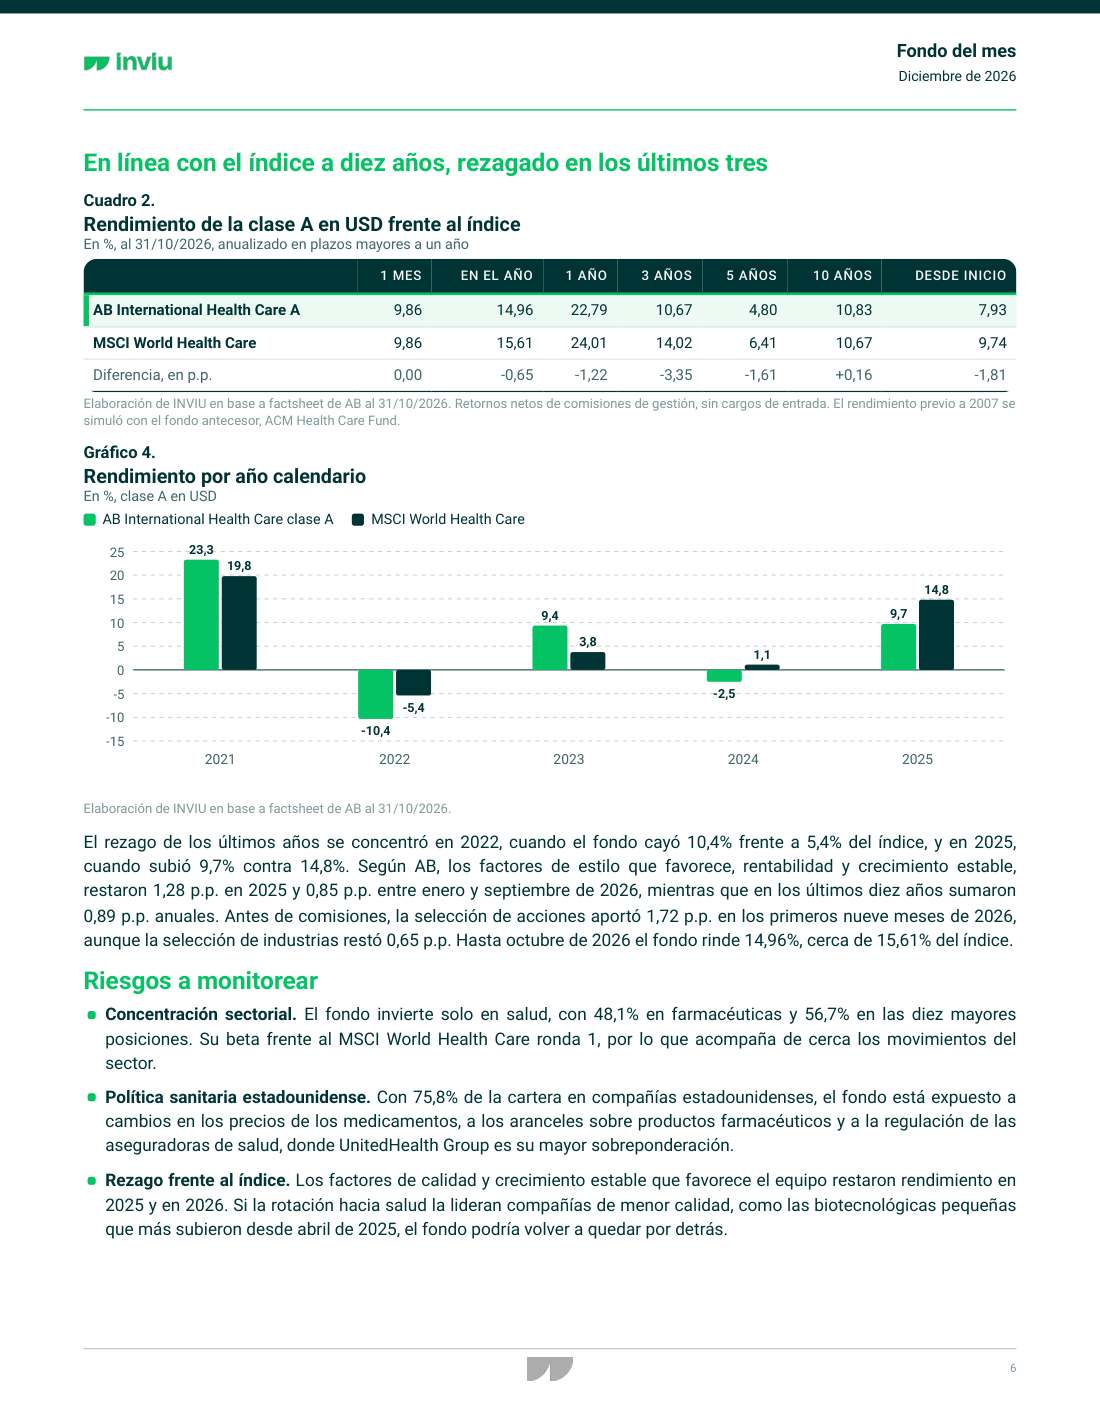 inviu
Fondo del mes
Diciembre de 2026
En línea con el índice a diez años, rezagado en los últimos tres
Cuadro 2.
Rendimiento de la clase A en USD frente al índice
En %, al 31/10/2026, anualizado en plazos mayores a un año
1 MES EN EL AÑO 1 AÑO 3 AÑOS 5 AÑOS 10 AÑOS DESDE INICIO
AB International Health Care A 9,86 14,96 22,79 10,67 4,80 10,83 7,93
MSCI World Health Care 9,86 15,61 24,01 14,02 6,41 10,67 9,74
Diferencia, en p.p. 0,00 -0,65 -1,22 -3,35 -1,61 +0,16 -1,81
Elaboración de INVIU en base a factsheet de AB al 31/10/2026. Retornos netos de comisiones de gestión, sin cargos de entrada. El rendimiento previo a 2007 se
simuló con el fondo antecesor, ACM Health Care Fund.
Gráfico 4.
Rendimiento por año calendario
En %, clase A en USD
AB International Health Care clase A MSCI World Health Care
25
20
15
10
5
0
-5
-10
-15
23,3
19,8
-10,4
-5,4
9,4
3,8
-2,5
1,1
9,7
14,8
2021 2022 2023 2024 2025
Elaboración de INVIU en base a factsheet de AB al 31/10/2026.
El rezago de los últimos años se concentró en 2022, cuando el fondo cayó 10,4% frente a 5,4% del índice, y en 2025,
cuando subió 9,7% contra 14,8%. Según AB, los factores de estilo que favorece, rentabilidad y crecimiento estable,
restaron 1,28 p.p. en 2025 y 0,85 p.p. entre enero y septiembre de 2026, mientras que en los últimos diez años sumaron
0,89 p.p. anuales. Antes de comisiones, la selección de acciones aportó 1,72 p.p. en los primeros nueve meses de 2026,
aunque la selección de industrias restó 0,65 p.p. Hasta octubre de 2026 el fondo rinde 14,96%, cerca de 15,61% del índice.
Riesgos a monitorear
Concentración sectorial. El fondo invierte solo en salud, con 48,1% en farmacéuticas y 56,7% en las diez mayores
posiciones. Su beta frente al MSCI World Health Care ronda 1, por lo que acompaña de cerca los movimientos del
sector.
Política sanitaria estadounidense. Con 75,8% de la cartera en compañías estadounidenses, el fondo está expuesto a
cambios en los precios de los medicamentos, a los aranceles sobre productos farmacéuticos y a la regulación de las
aseguradoras de salud, donde UnitedHealth Group es su mayor sobreponderación.
Rezago frente al índice. Los factores de calidad y crecimiento estable que favorece el equipo restaron rendimiento en
2025 y en 2026. Si la rotación hacia salud la lideran compañías de menor calidad, como las biotecnológicas pequeñas
que más subieron desde abril de 2025, el fondo podría volver a quedar por detrás.
6